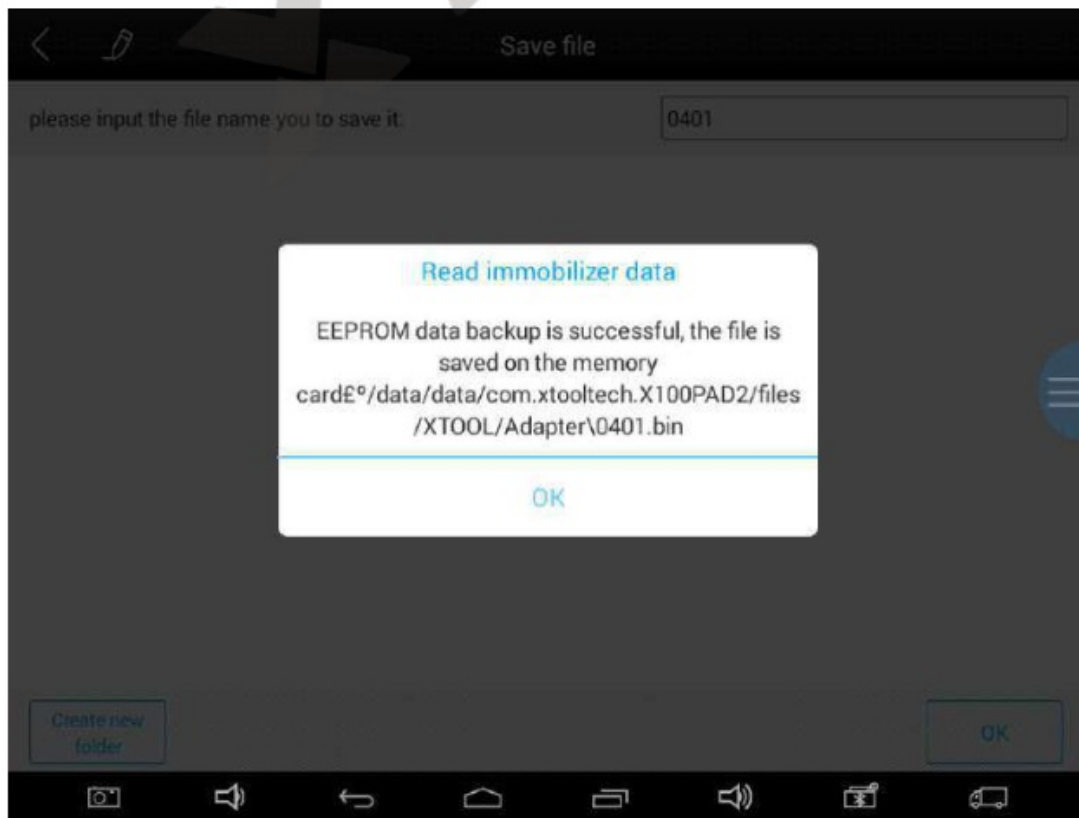 Save file
please input the file name you to save it:
0401
Read immobilizer data
EEPROM data backup is successful, the file is
saved on the memory
card£º/data/data/com.xtooltech.X100PAD2/files
/XTOOL/Adapter\0401.bin
OK
Create new
folder
OK